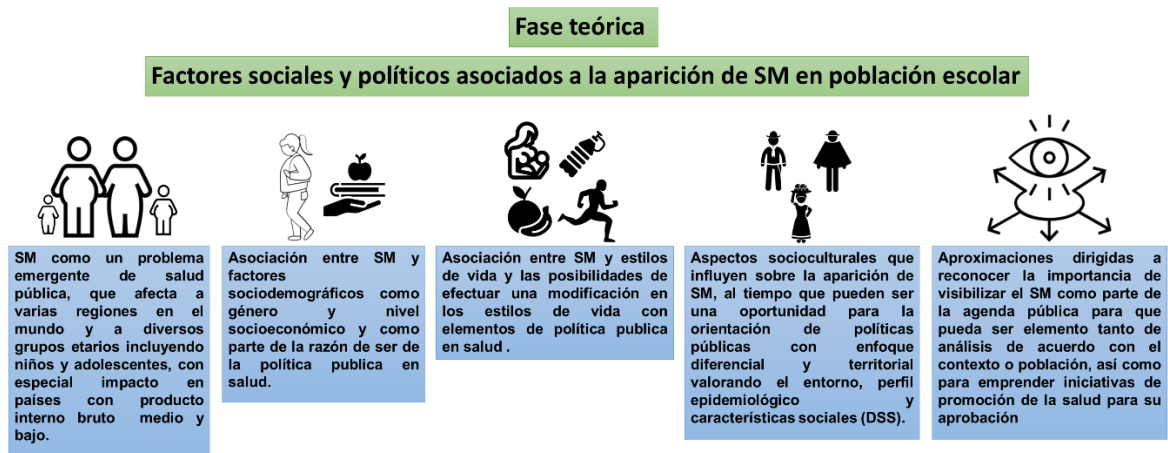 Fase teórica
Factores sociales y políticos asociados a la aparición de SM en población escolar
SM como un problema
emergente de salud
pública, que afecta a
varias regiones en el
mundo y a diversos
grupos etarios incluyendo
niños y adolescentes, con
especial impacto en
países con producto
interno bruto medio y
bajo.
Asociación entre SM y
factores
sociodemográficos como
género y nivel
socioeconómico y como
parte de la razón de ser de
la política publica en
salud.
Asociación entre SM y estilos
de vida y las posibilidades de
efectuar una modificación en
los estilos de vida con
elementos de política publica
en salud .
Aspectos socioculturales que
influyen sobre la aparición de
SM, al tiempo que pueden ser
una oportunidad para la
orientación de políticas
públicas con enfoque
diferencial y territorial
valorando el entorno, perfil
epidemiológico y
características sociales (DSS).
Aproximaciones dirigidas a
reconocer la importancia de
visibilizar el SM como parte de
la agenda pública para que
pueda ser elemento tanto de
análisis de acuerdo con el
contexto o población, así como
para emprender iniciativas de
promoción de la salud para su
aprobación